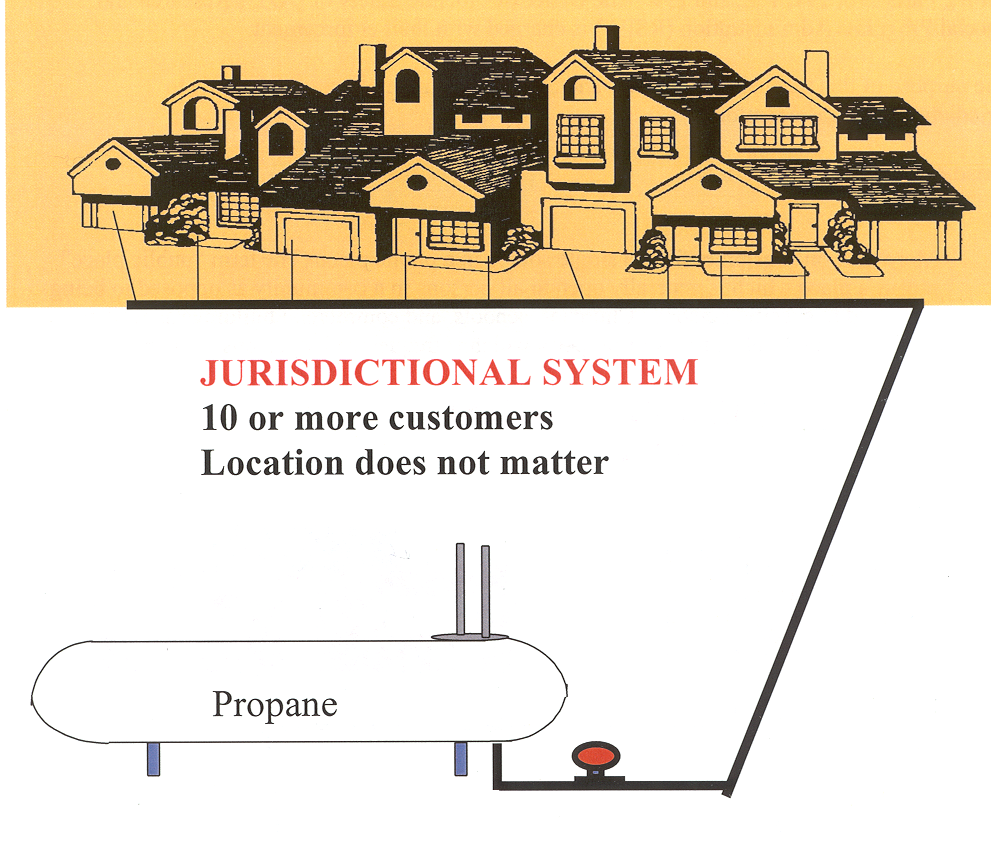 JURISDICTIONAL SYSTEM
10 or more customers
Location does not matter
Propane